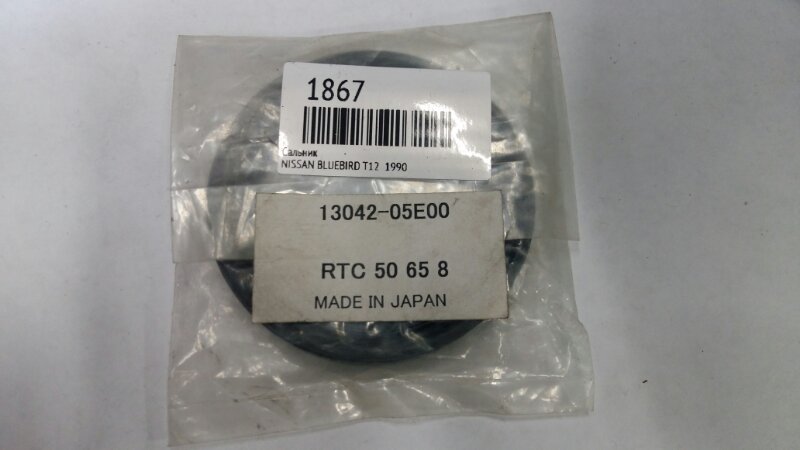 1867
Сальник
NISSAN BLUEBIRD T12 1990
13042-05E00
RTC 50 65 8
MADE IN JAPAN